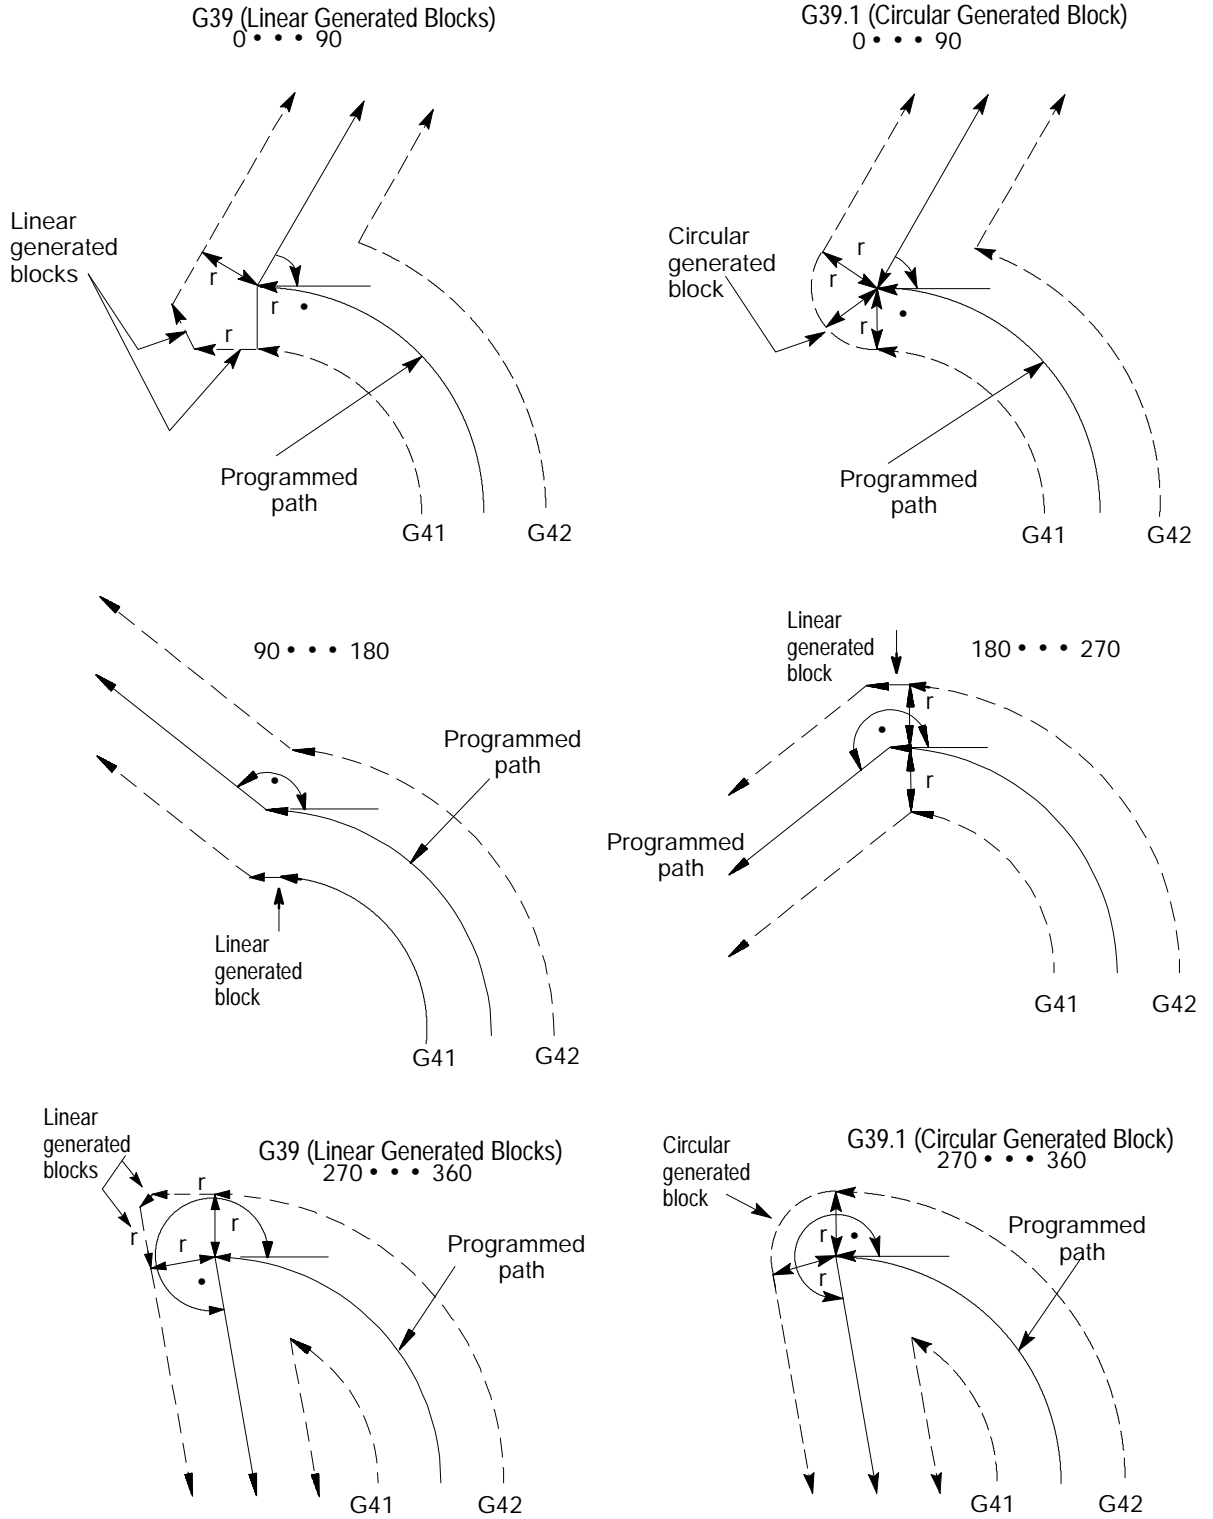 G39 (Linear Generated Blocks)
0 • • • 90
G39.1 (Circular Generated Block)
0 • • • 90
Linear
generated
blocks
r
r
r
Programmed
path
G41
G42
Circular
generated
block
r
r
•
•
Programmed
path
G41
G42
90 • • • 180
•
Programmed
path
Linear
generated
block
G41
G42
Linear
generated
block
180 • • • 270
r
•
r
Programmed
path
G41
G42
Linear
generated
blocks
G39 (Linear Generated Blocks)
270 • • • 360
r
r
r
r
•
Programmed
path
G41
G42
G39.1 (Circular Generated Block)
270 • • • 360
Circular
generated
block
r
•
r
Programmed
path
G41
G42